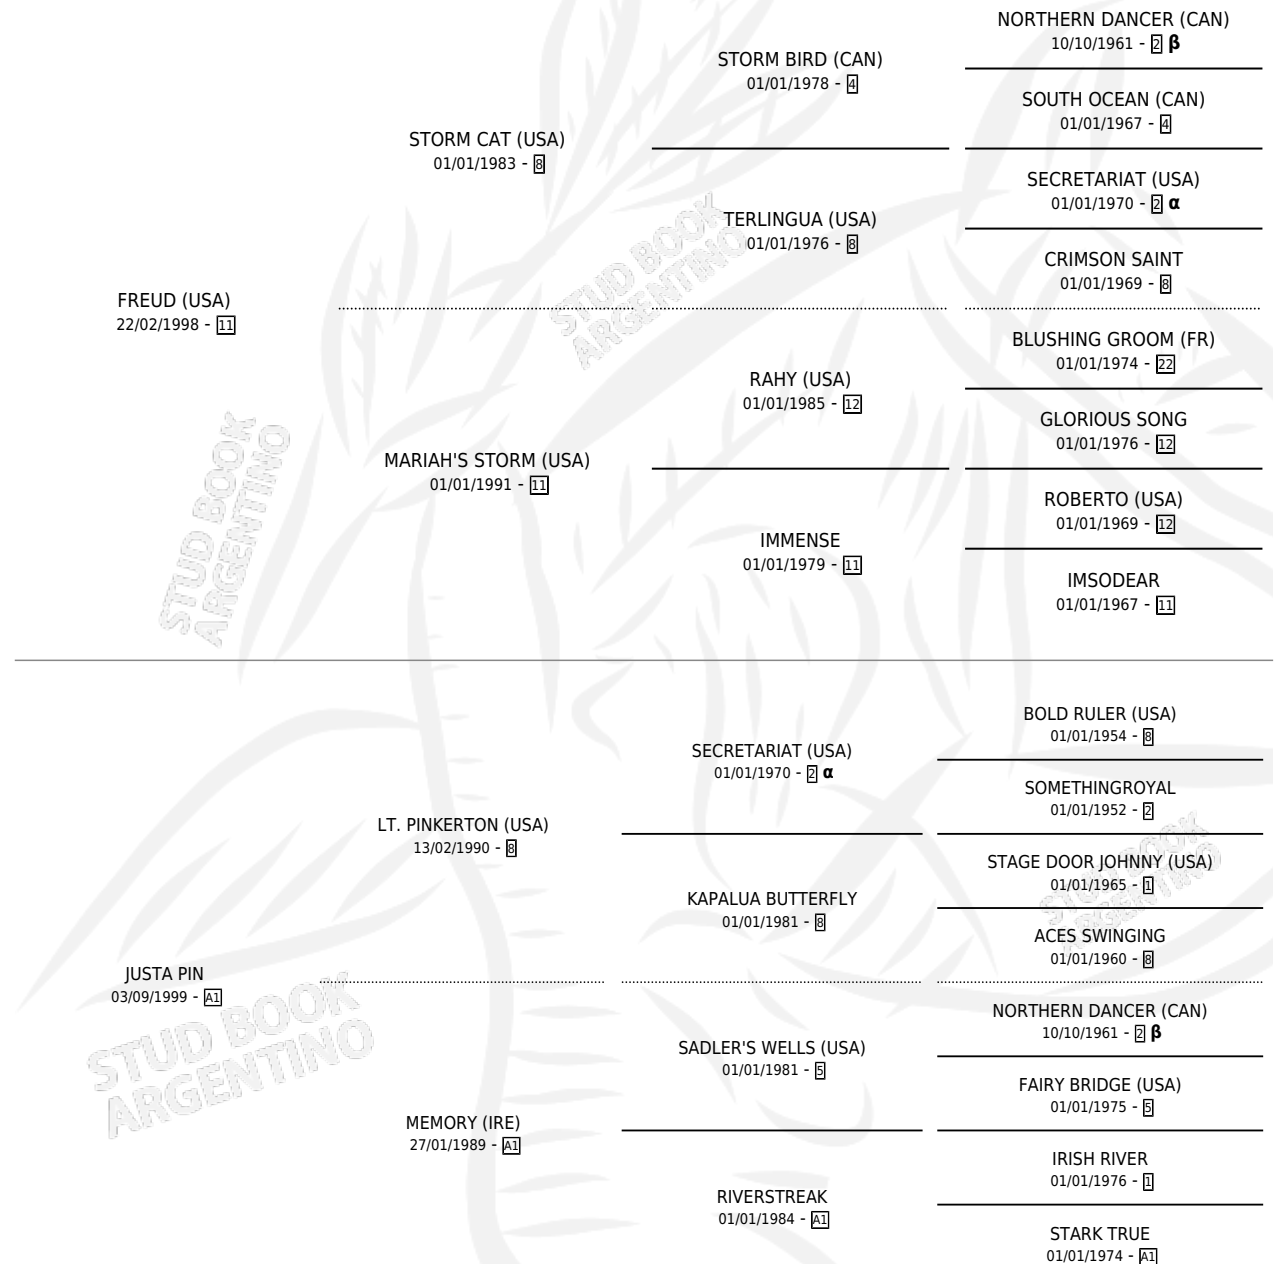 NORTHERN DANCER (CAN)
10/10/1961 - 2 β
STORM BIRD (CAN)
01/01/1978 - 4
SOUTH OCEAN (CAN)
01/01/1967 - 4
STORM CAT (USA)
01/01/1983 - 8
SECRETARIAT (USA)
01/01/1970 - 2 α
TERLINGUA (USA)
01/01/1976 - 8
CRIMSON SAINT
01/01/1969 - 8
FREUD (USA)
22/02/1998 - 11
BLUSHING GROOM (FR)
01/01/1974 - 22
RAHY (USA)
01/01/1985 - 12
GLORIOUS SONG
01/01/1976 - 12
MARIAH'S STORM (USA)
01/01/1991 - 11
ROBERTO (USA)
01/01/1969 - 12
IMMENSE
01/01/1979 - 11
IMSODEAR
01/01/1967 - 11
STUD BOOK
ARGENTINO
STUD BOOK
ARGENTINO
BOLD RULER (USA)
01/01/1954 - 8
SECRETARIAT (USA)
01/01/1970 - 2 α
SOMETHINGROYAL
01/01/1952 - 2
LT. PINKERTON (USA)
13/02/1990 - 8
STAGE DOOR JOHNNY (USA)
01/01/1965 - 1
KAPALUA BUTTERFLY
01/01/1981 - 8
ACES SWINGING
01/01/1960 - 8
JUSTA PIN
03/09/1999 - A1
NORTHERN DANCER (CAN)
10/10/1961 - 2 β
SADLER'S WELLS (USA)
01/01/1981 - 5
FAIRY BRIDGE (USA)
01/01/1975 - 5
MEMORY (IRE)
27/01/1989 - A1
IRISH RIVER
01/01/1976 - 1
RIVERSTREAK
01/01/1984 - A1
STARK TRUE
01/01/1974 - A1
STUD BOOK
ARGENTINO
STUD BOOK
ARGENTINO